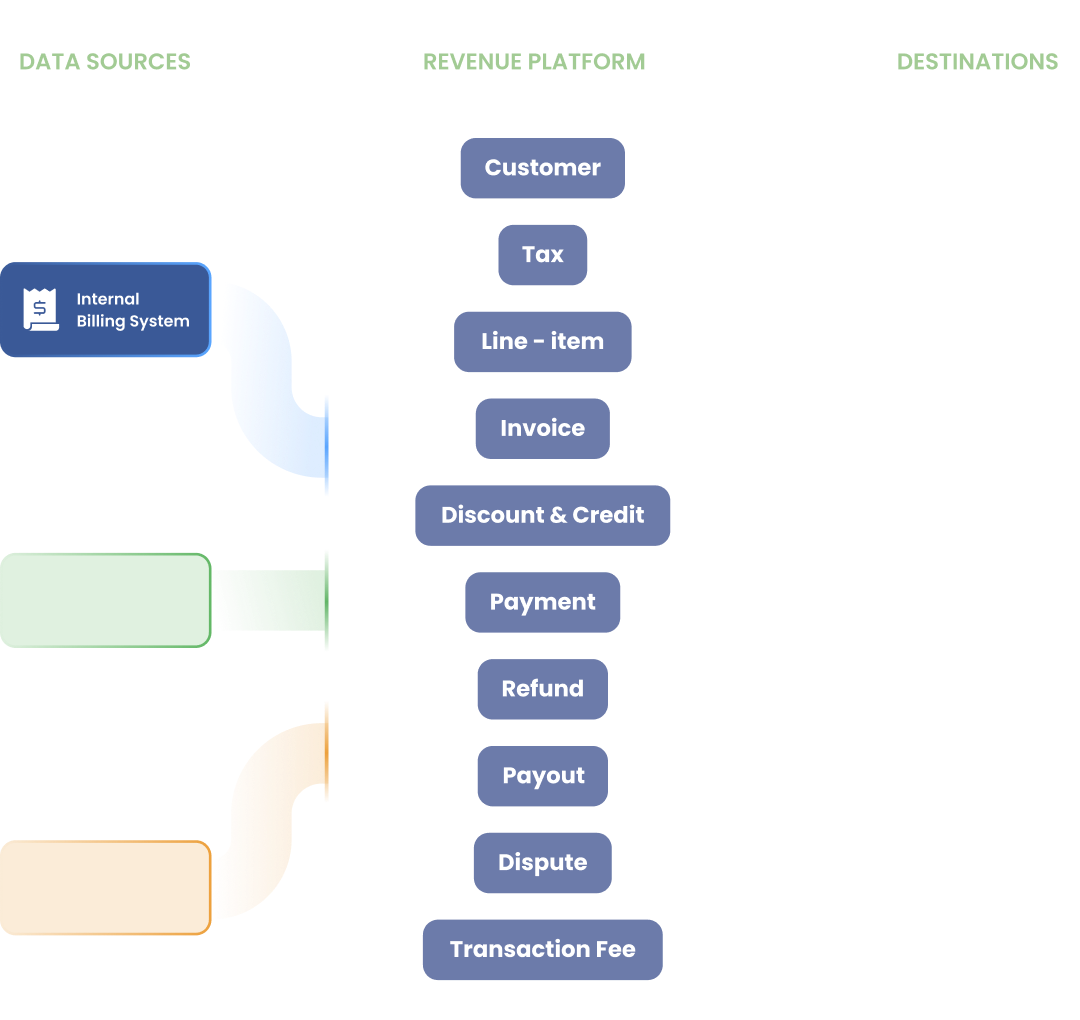 DATA SOURCES
REVENUE PLATFORM
DESTINATIONS
Customer
Tax
Internal
Billing System
$
Line - item
Invoice
Discount & Credit
Payment
Refund
Payout
Dispute
Transaction Fee